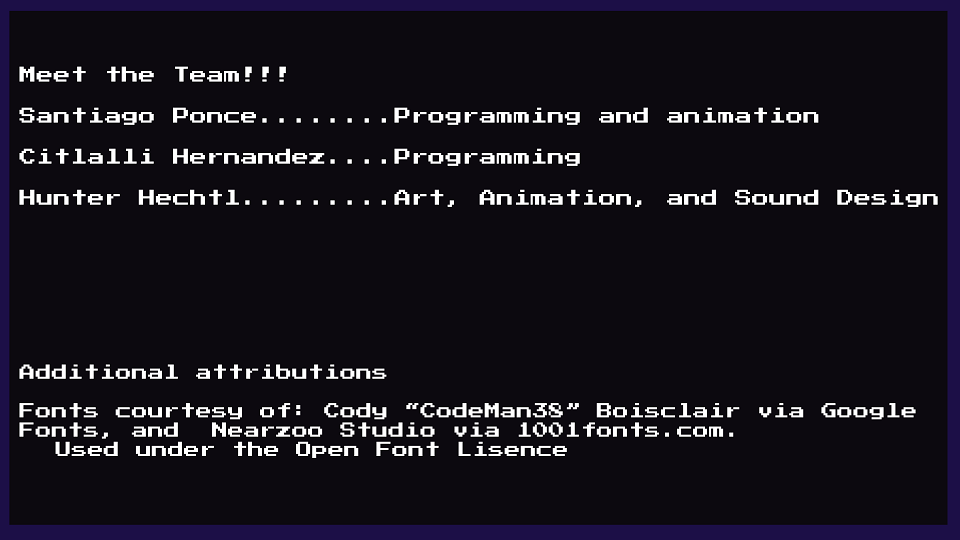 Meet the Team!!!
Santiago Ponce........Programming and animation
Citlalli Hernandez....Programming
Hunter Hechtl.........Art, Animation, and Sound Design
Additional attributions
Fonts courtesy of: Cody “CodeMan38” Boisclair via Google
Fonts, and  Nearzoo Studio via 1001fonts.com.
Used under the Open Font Lisence